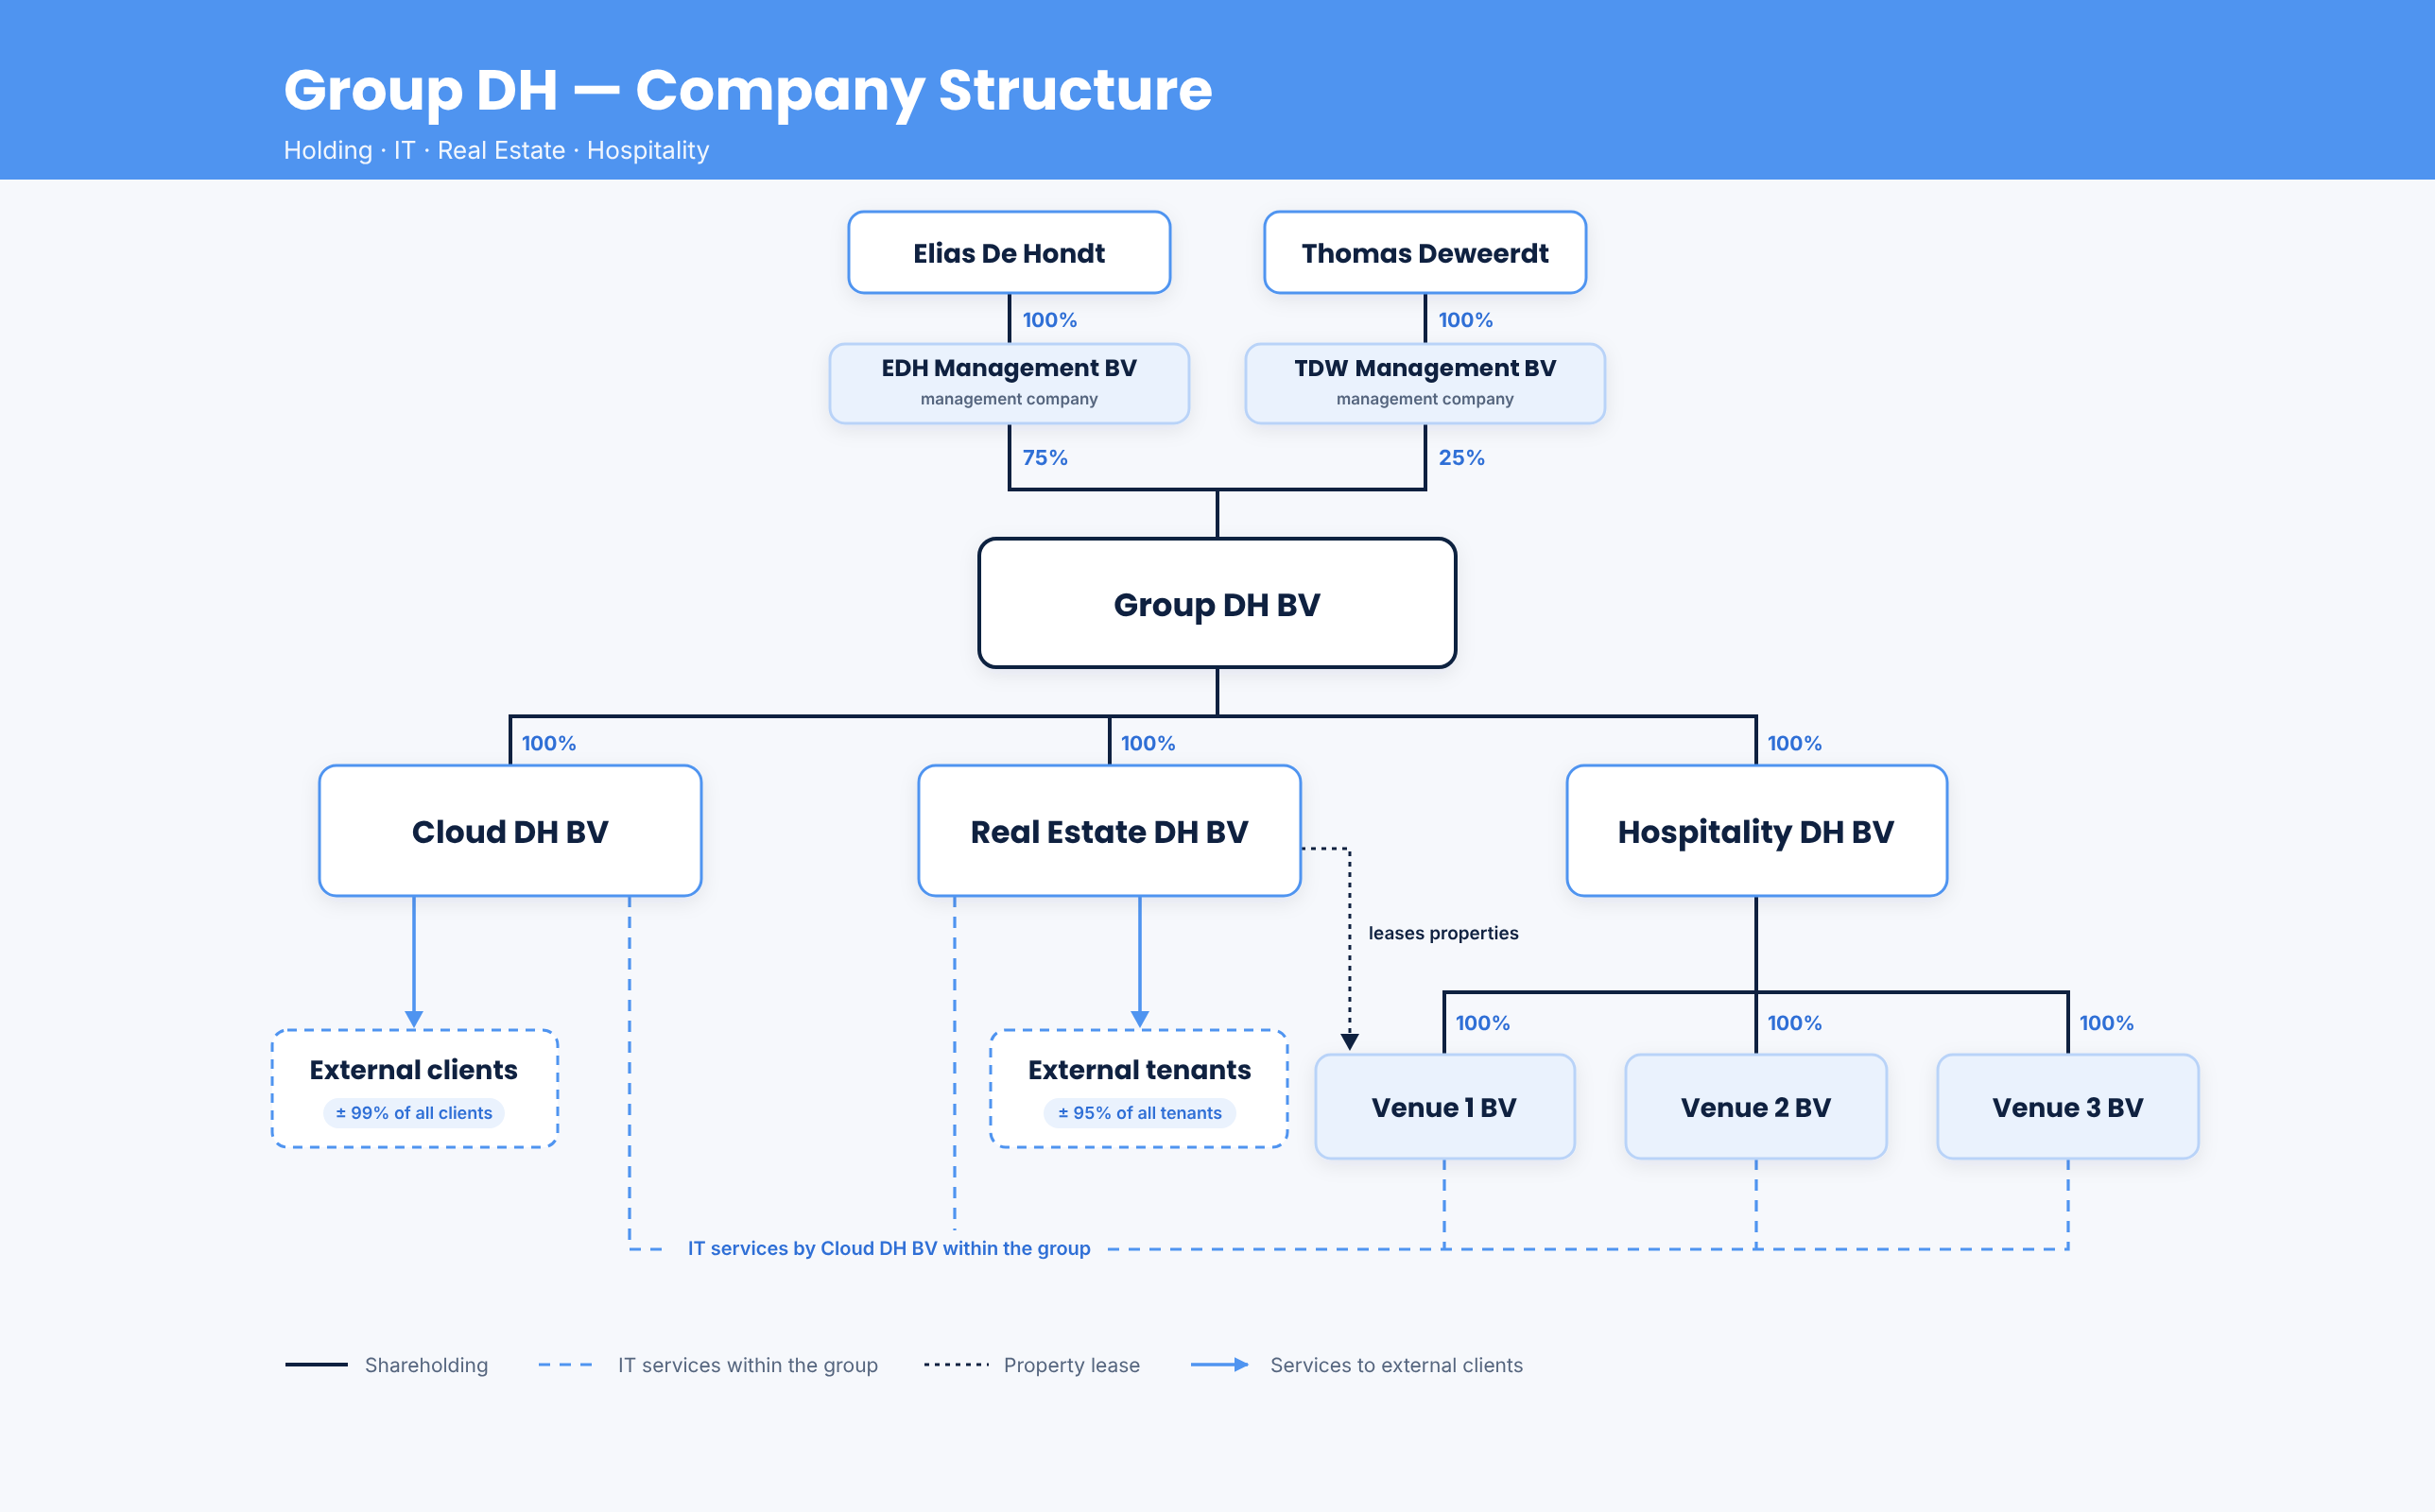 Group DH — Company Structure
Holding · IT · Real Estate · Hospitality
Elias De Hondt
Thomas Deweerdt
100%
100%
EDH Management BV
management company
TDW Management BV
management company
75%
25%
Group DH BV
100%
100%
100%
Cloud DH BV
Real Estate DH BV
Hospitality DH BV
leases properties
100%
100%
100%
External clients
± 99% of all clients
External tenants
± 95% of all tenants
Venue 1 BV
Venue 2 BV
Venue 3 BV
IT services by Cloud DH BV within the group
Shareholding
IT services within the group
Property lease
Services to external clients